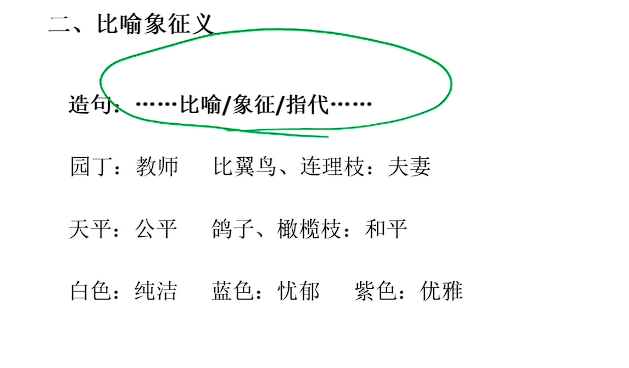 二、比喻象征义
造句：……比喻/象征/指代……
园丁：教师 比翼鸟、连理枝：夫妻
天平：公平 鸽子、橄榄枝：和平
白色：纯洁 蓝色：忧郁 紫色：优雅